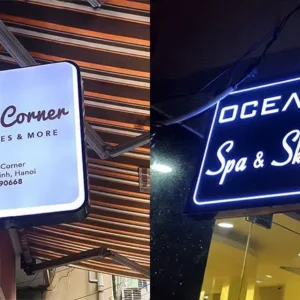 Corner
ES & MORE
Corner
inh, Hanoi
90668
OCEA
Spa & Sk